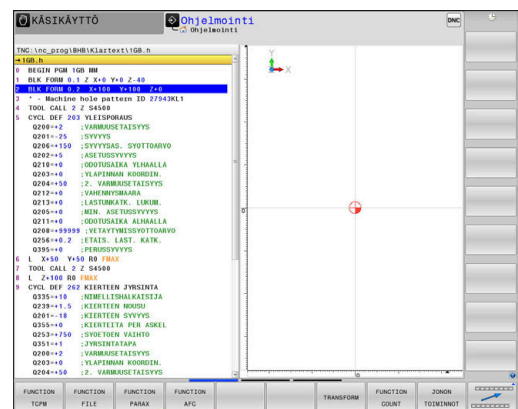 KÄSIKÄYTTÖ
Ohjelmointi
Ohjelmointi
DNC
TNC:\nc_prog\BHB\Klartext\1GB.h
→1GB.h
0 BEGIN PGM 1GB MM
1 BLK FORM 0.1 Z X+0 Y+0 Z-40
2 BLK FORM 0.2 X+100 Y+100 Z+0
3 * - Machine hole pattern ID 27943KL1
4 TOOL CALL 2 Z S4500
5 CYCL DEF 203 YLEISPORAUS
Q200=+2 ;VARMUUSETAISYYS
Q201=-25 ;SYVYYS
Q206=+150 ;SYVYYSAS. SYOTTOARVO
Q202=+5 ;ASETUSSYVYYS
Q210=+0 ;ODOTUSAIKA YLHAALLA
Q203=+0 ;YLAPINNAN KOORDIN.
Q204=+50 ;2. VARMUUSETAISYYS
Q212=+0 ;VAHENNYSMAARA
Q213=+0 ;LASTUNKATK. LUKUM.
Q205=+0 ;MIN. ASETUSSYVYYS
Q211=+0 ;ODOTUSAIKA ALHAALLA
Q208=+99999 ;VETAYTYMISSYOTTOARVO
Q256=+0.2 ;ETAIS. LAST. KATK.
Q395=+0 ;PERUSSYVYYS
6 L X+50 Y+50 R0 FMAX
7 TOOL CALL 2 Z S4500
8 L Z+100 R0 FMAX
9 CYCL DEF 262 KIERTEEN JYRSINTA
Q335=+10 ;NIMELLISHALKAISIJA
Q239=+1.5 ;KIERTEEN NOUSU
Q201=-18 ;KIERTEEN SYVYYS
Q355=+0 ;KIERTEITA PER ASKEL
Q253=+750 ;SYOETOEN VAIHTO
Q351=+1 ;JYRSINTATAPA
Q200=+2 ;VARMUUSETAISYYS
Q203=+0 ;YLAPINNAN KOORDIN.
Q204=+50 ;2. VARMUUSETAISYYS
Y
X
0
0
FUNCTION TCPM
FUNCTION FILE
FUNCTION PARAX
FUNCTION AFC
TRANSFORM
FUNCTION COUNT
JONON TOIMINNOT